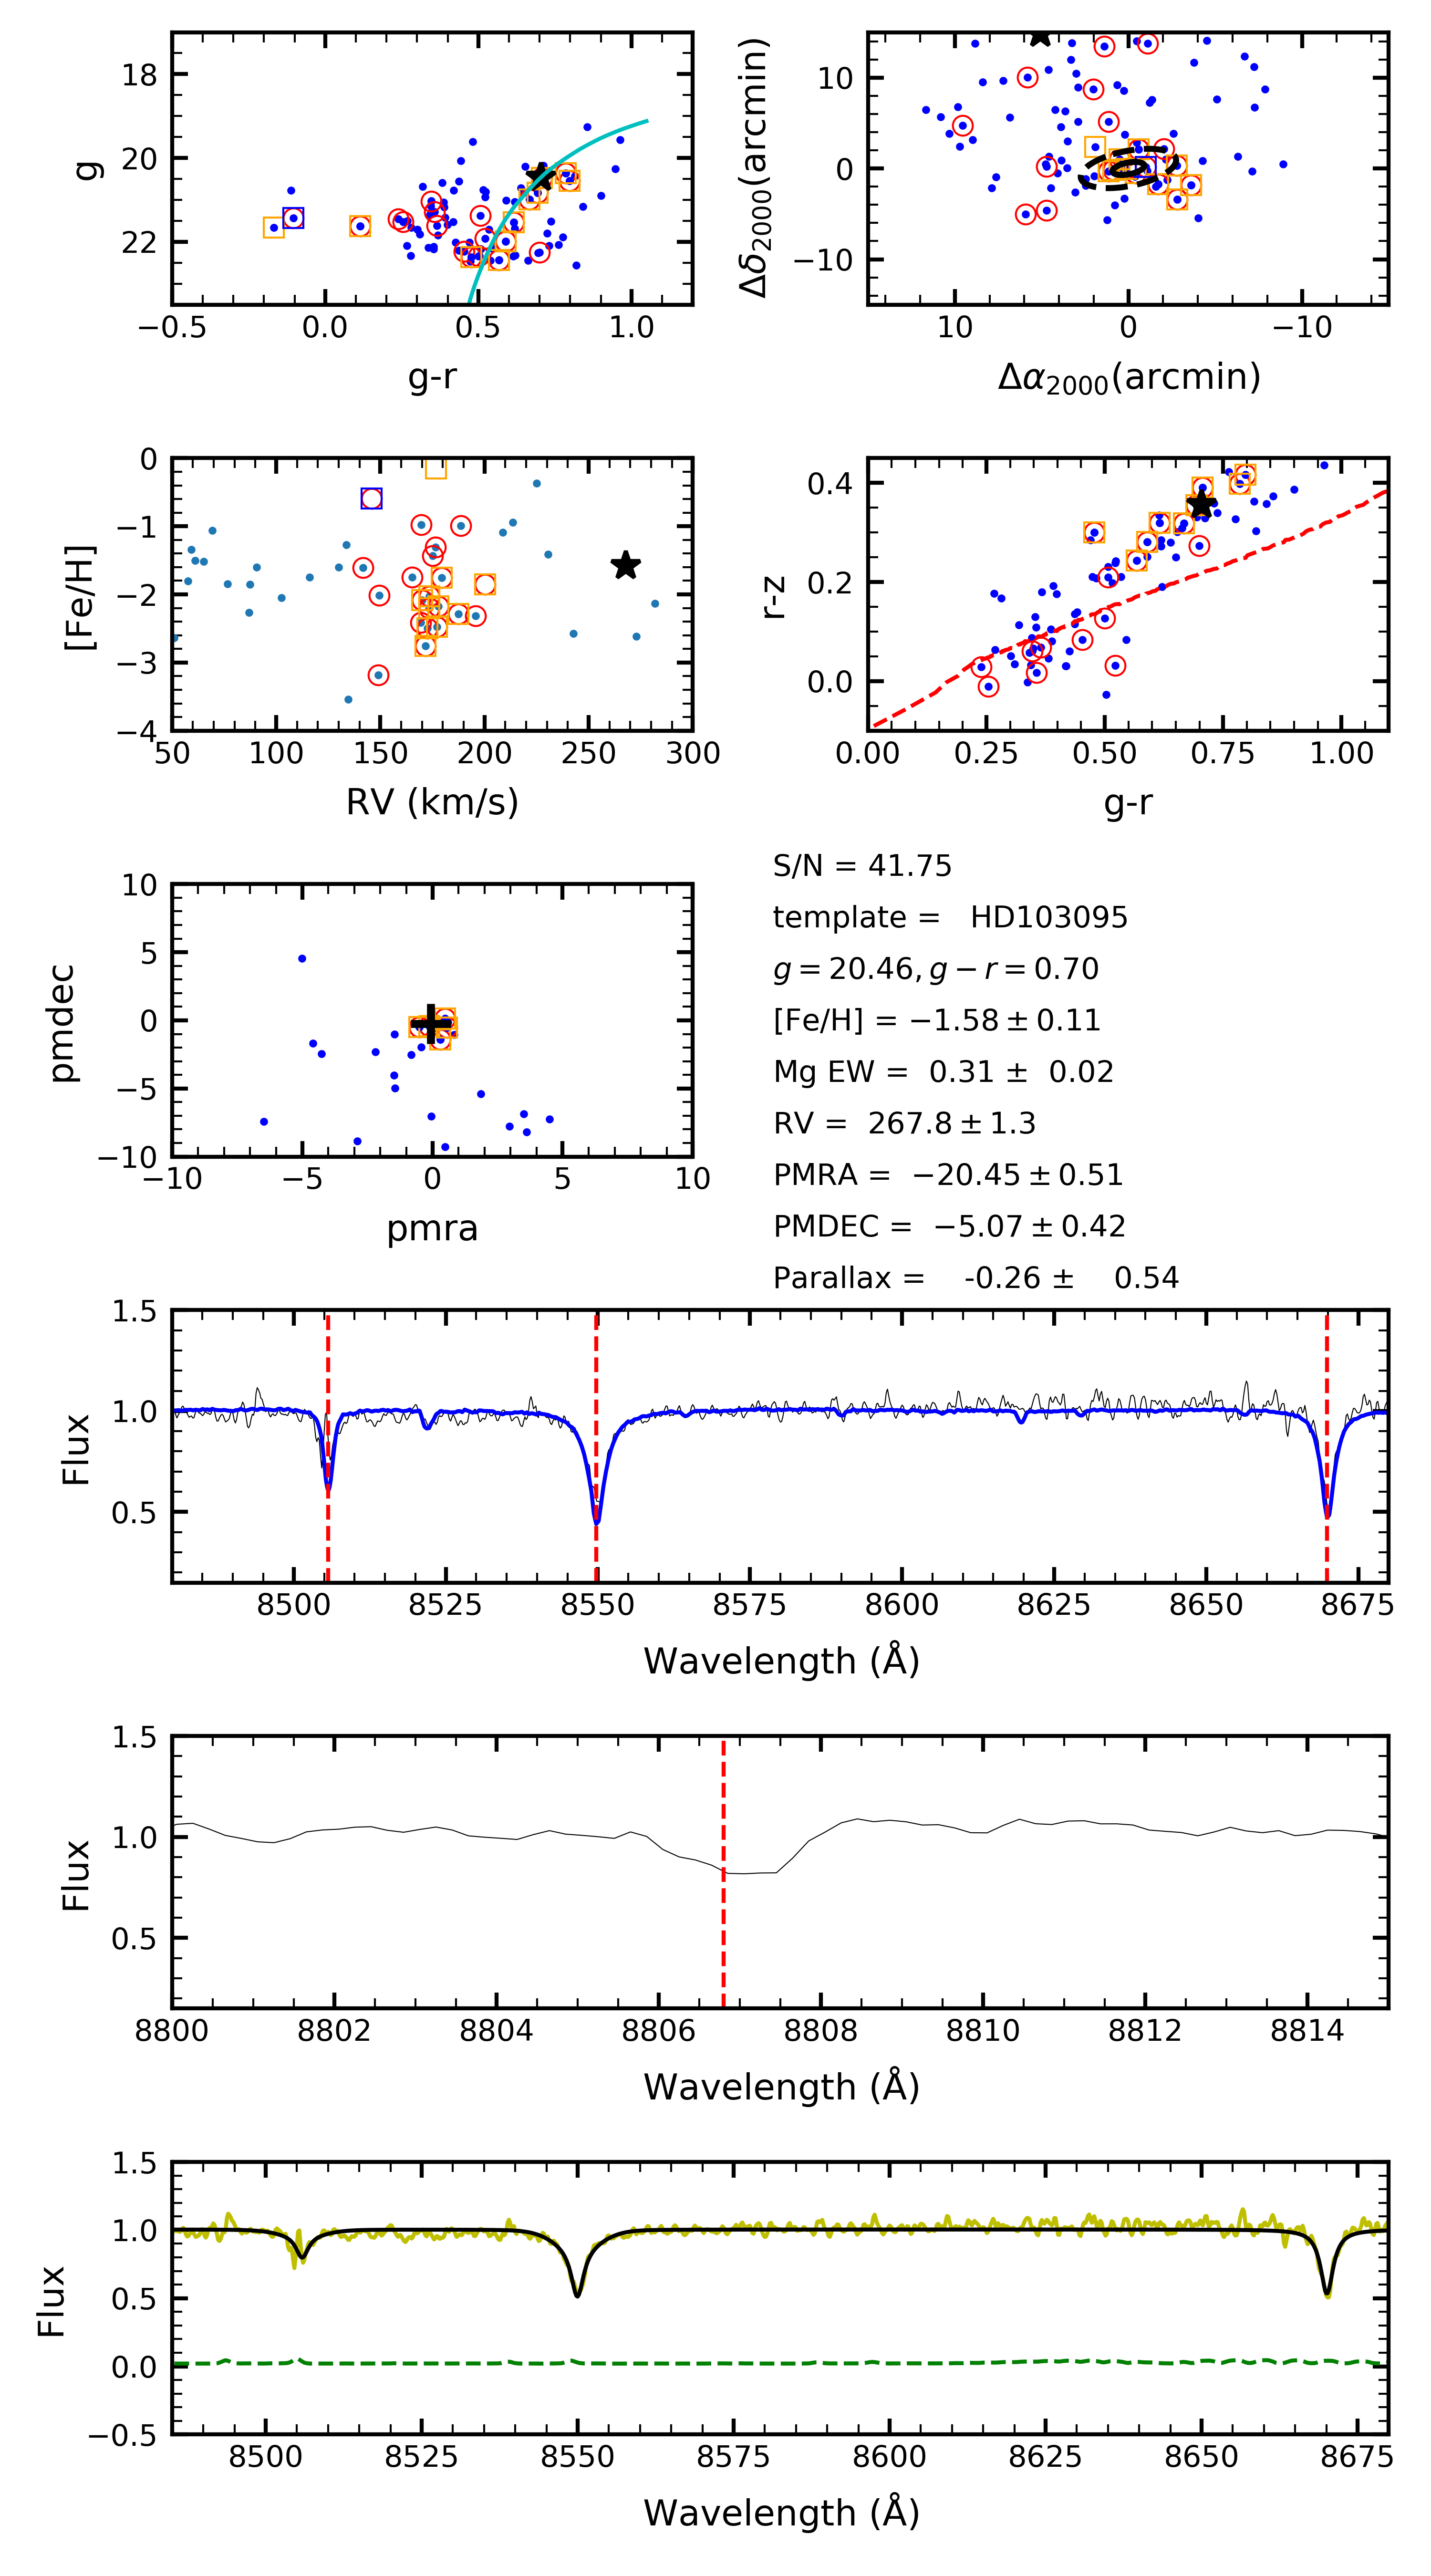 18
20
22
g
−0.5 0.0 0.5 1.0
g-r
10
0
−10
Δδ2000(arcmin)
10 0 −10
Δα2000(arcmin)
0
−1
−2
−3
−4
[Fe/H]
50 100 150 200 250 300
RV (km/s)
0.4
0.2
0.0
r-z
0.00 0.25 0.50 0.75 1.00
g-r
10
5
0
−5
−10
pmdec
−10 −5 0 5 10
pmra
S/N = 41.75
template = HD103095
g = 20.46, g − r = 0.70
[Fe/H] = −1.58 ± 0.11
Mg EW = 0.31 ± 0.02
RV = 267.8 ± 1.3
PMRA = −20.45 ± 0.51
PMDEC = −5.07 ± 0.42
Parallax = -0.26 ± 0.54
1.5
1.0
0.5
Flux
8500 8525 8550 8575 8600 8625 8650 8675
Wavelength (Å)
1.5
1.0
0.5
Flux
8800 8802 8804 8806 8808 8810 8812 8814
Wavelength (Å)
1.5
1.0
0.5
0.0
−0.5
Flux
8500 8525 8550 8575 8600 8625 8650 8675
Wavelength (Å)